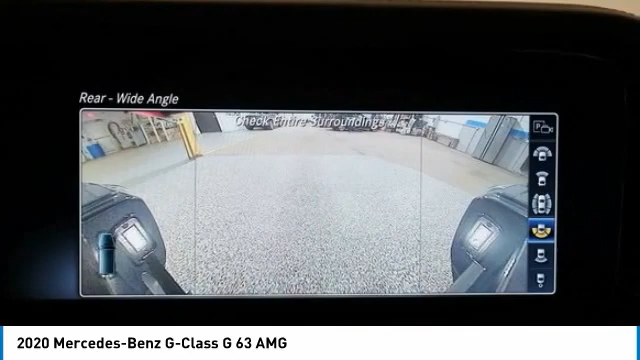 Rear - Wide Angle
Check Entire Surroundings
P
2020 Mercedes-Benz G-Class G 63 AMG